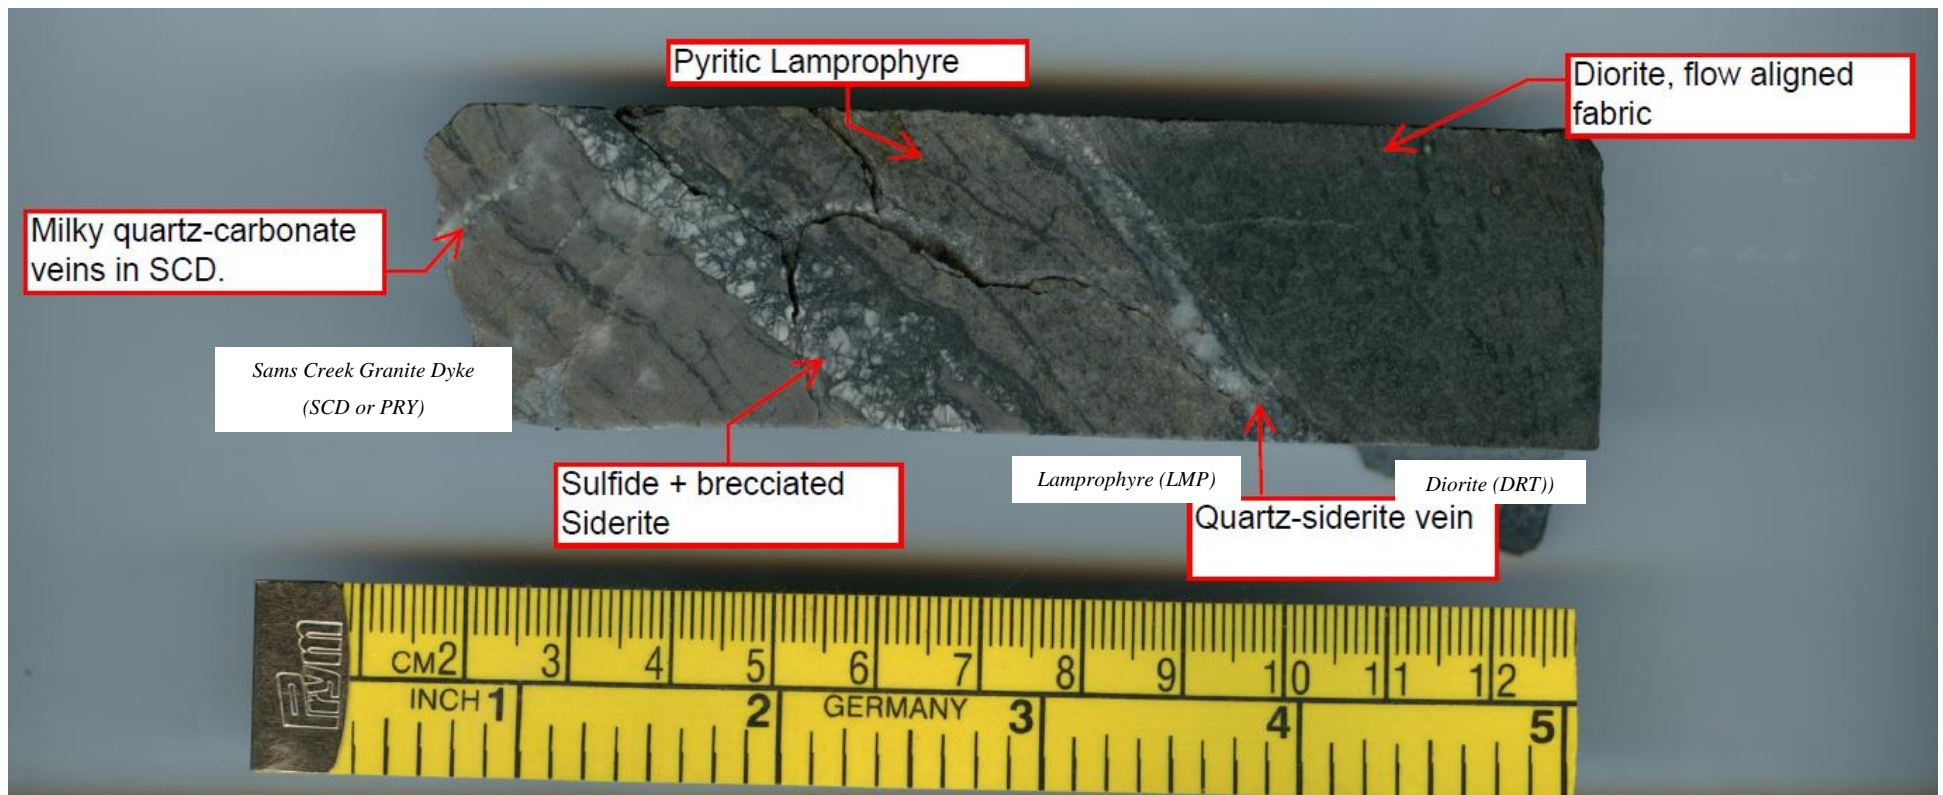 Pyritic Lamprophyre
Diorite, flow aligned
fabric
Milky quartz-carbonate
veins in SCD.
Sams Creek Granite Dyke
(SCD or PRY)
Sulfide + brecciated
Siderite
Lamprophyre (LMP)
Diorite (DRT))
Quartz-siderite vein
Prym
CM 2 3 4 5 6 7 8 9 10 11 12
INCH 1 2 GERMANY 3 4 5